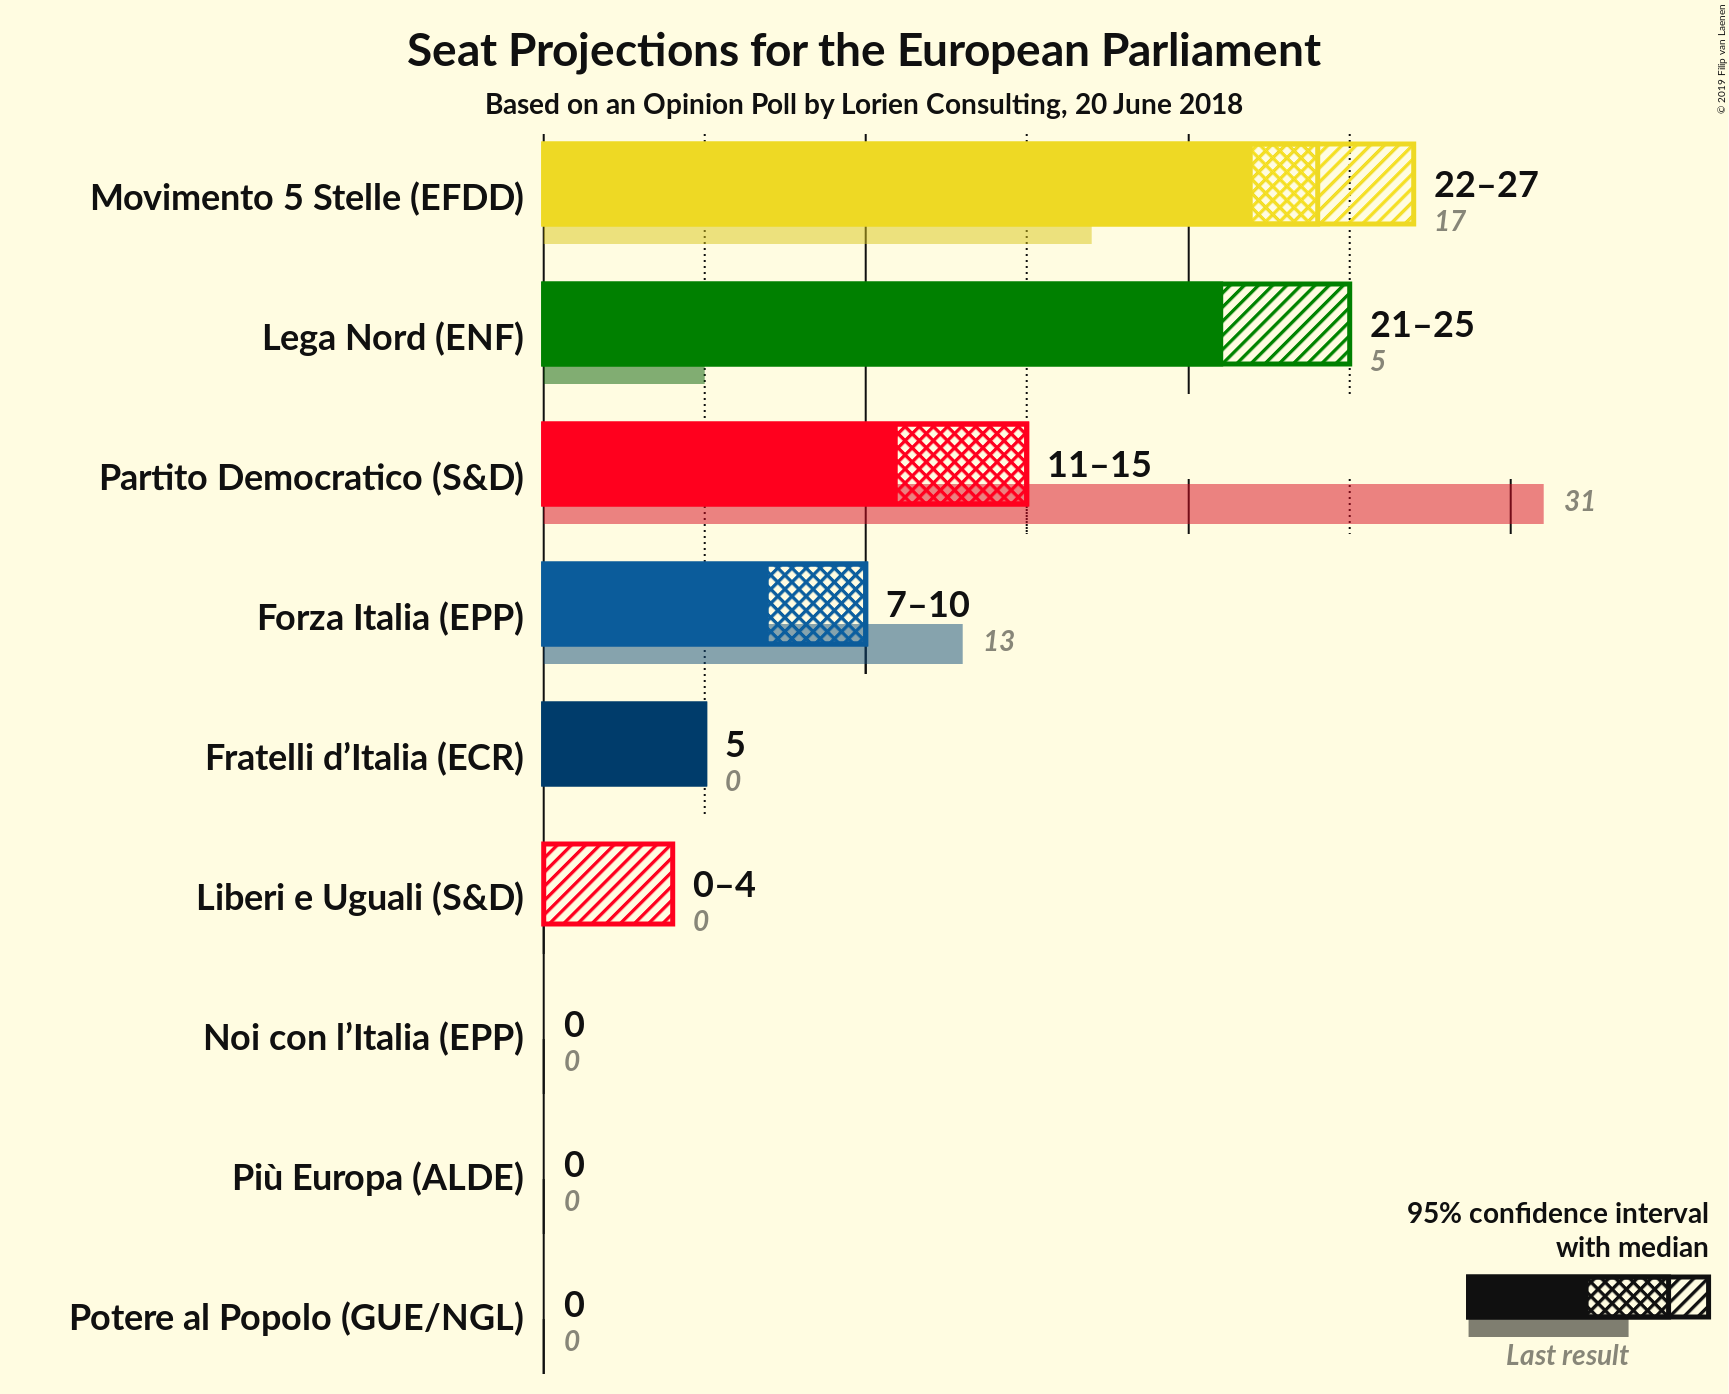 Seat Projections for the European Parliament
Based on an Opinion Poll by Lorien Consulting, 20 June 2018
© 2019 Filip van Laenen
Movimento 5 Stelle (EFDD)
22–27
17
Lega Nord (ENF)
21–25
5
Partito Democratico (S&D)
11–15
31
Forza Italia (EPP)
7–10
13
Fratelli d’Italia (ECR)
5
0
Liberi e Uguali (S&D)
0–4
0
Noi con l’Italia (EPP)
0
0
Più Europa (ALDE)
0
0
Potere al Popolo (GUE/NGL)
0
0
95% confidence interval
with median
Last result